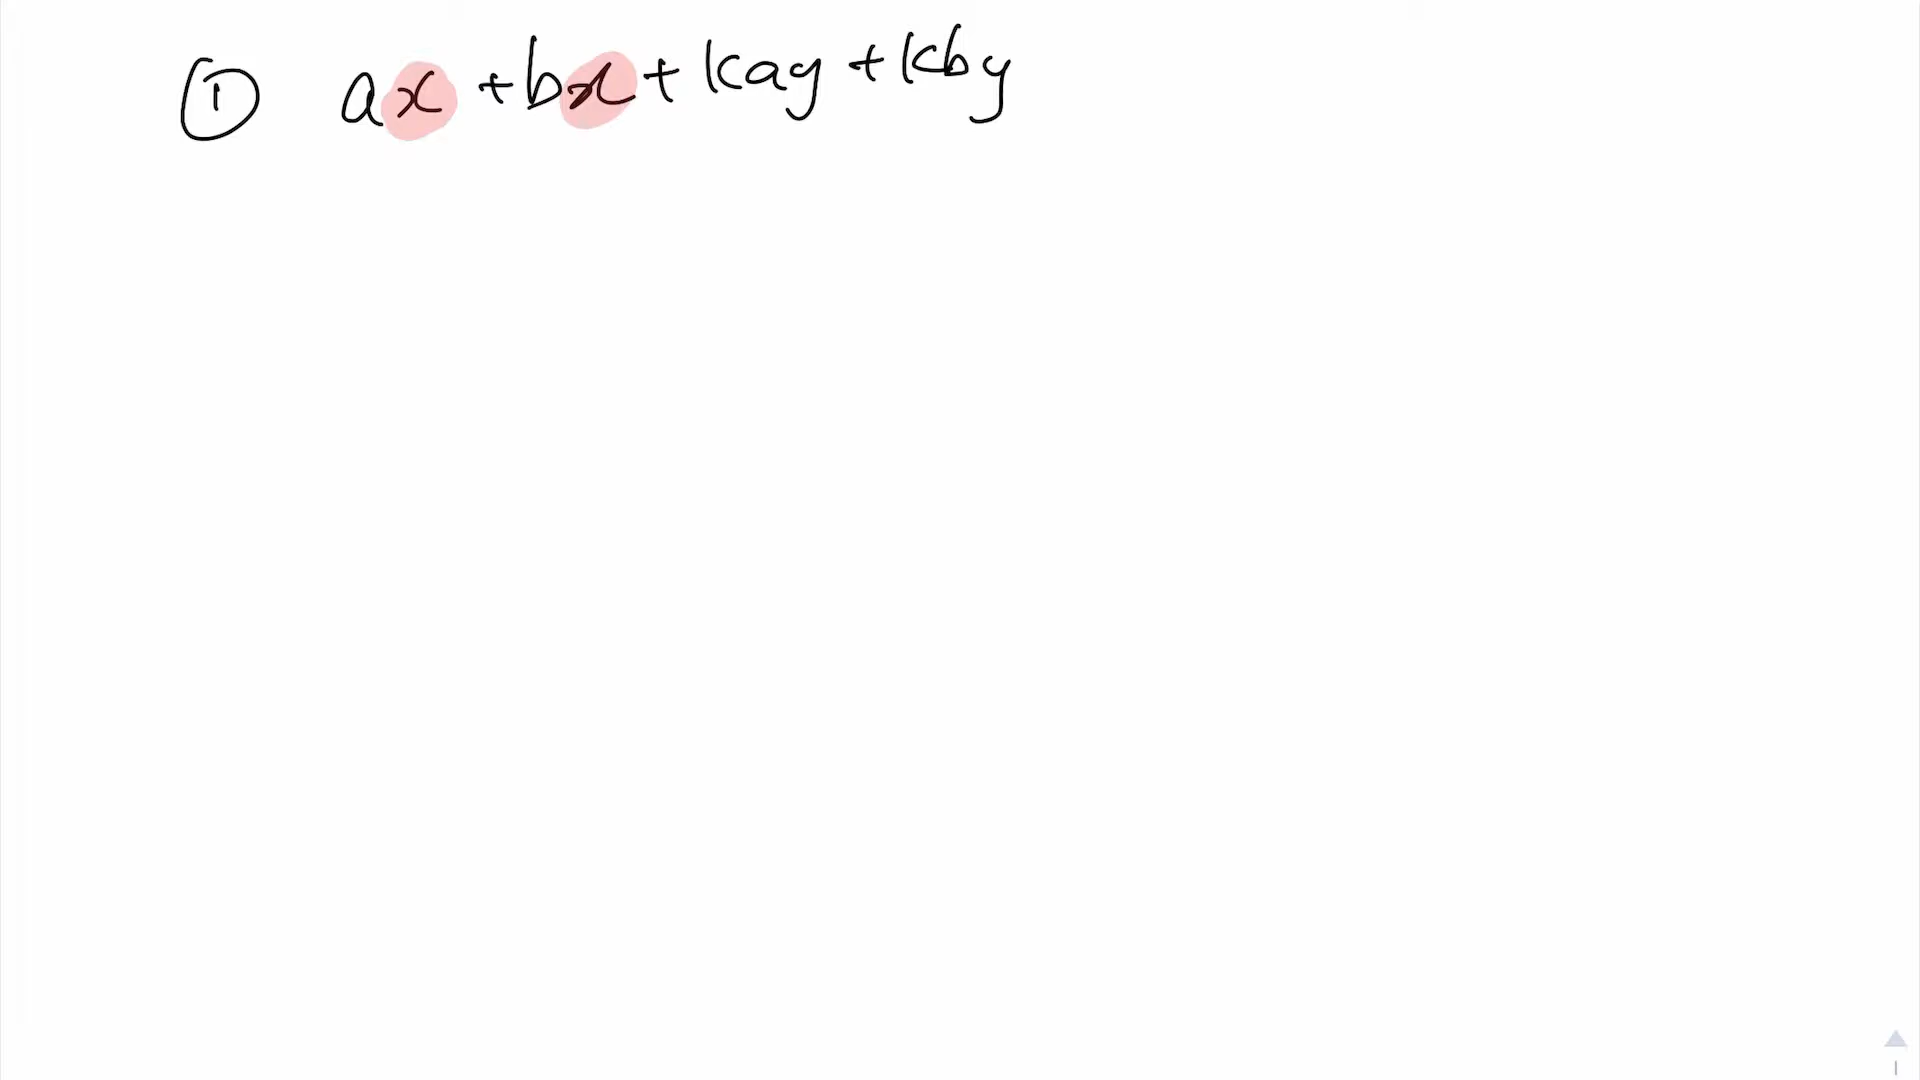 ① ax + bx + kay + kby